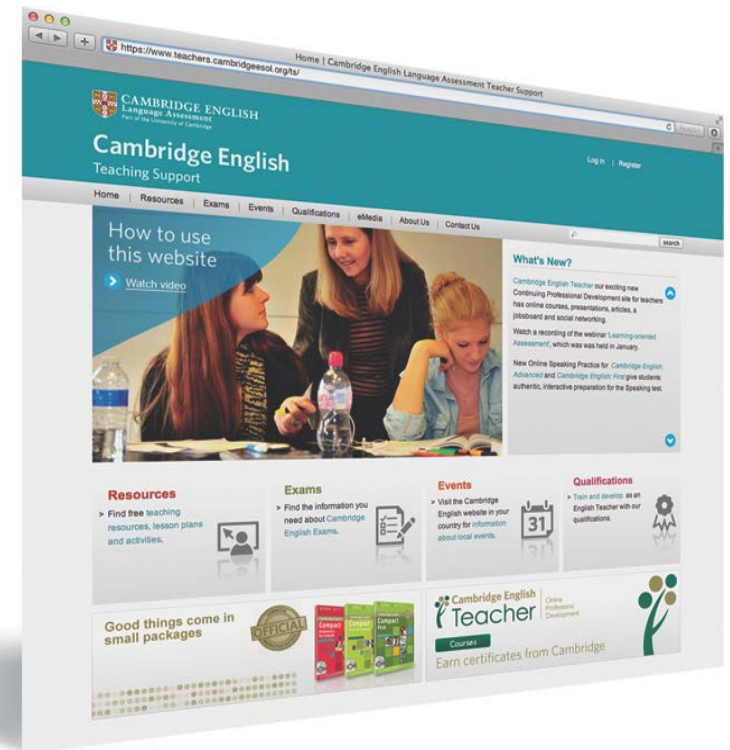 Home | Cambridge English Language Assessment Teacher Support
https://www.teachers.cambridgeesol.org/ts/
CAMBRIDGE ENGLISH
Language Assessment
Part of the University of Cambridge
Log in | Register
Cambridge English
Teaching Support
Home | Resources | Exams | Events | Qualifications | eMedia | About Us | Contact Us
search
How to use
this website
Watch video
What's New?
Cambridge English Teacher our exciting new
Continuing Professional Development site for teachers
has online courses, presentations, articles, a
jobsboard and social networking.
Watch a recording of the webinar 'Learning-oriented
Assessment', which was was held in January.
New Online Speaking Practice for Cambridge English
Advanced and Cambridge English: First give students
authentic, interactive preparation for the Speaking test.
Resources
> Find free teaching
resources, lesson plans
and activities.
Exams
> Find the information you
need about Cambridge
English Exams.
Events
> Visit the Cambridge
English website in your
country for information
about local events.
31
Qualifications
> Train and develop as an
English Teacher with our
qualifications.
Good things come in
small packages
OFFICIAL
Compact
Compact
Compact
Cambridge English
Teacher
Online
Professional
Development
Courses
Earn certificates from Cambridge